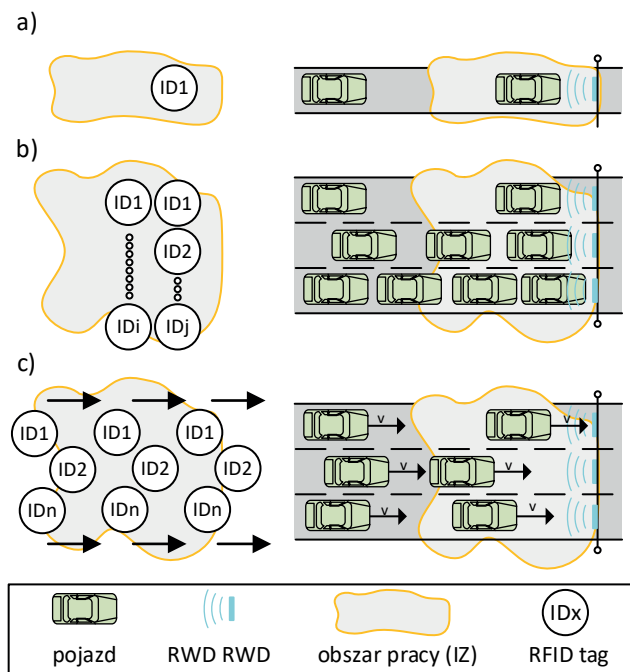 a)
ID1
b)
ID1 ID1
ID2
IDi IDj
c)
ID1 ID1 ID1
ID2 ID2 ID2
IDn IDn IDn
v v
v v
v v
IDx
pojazd RWD RWD obszar pracy (IZ) RFID tag